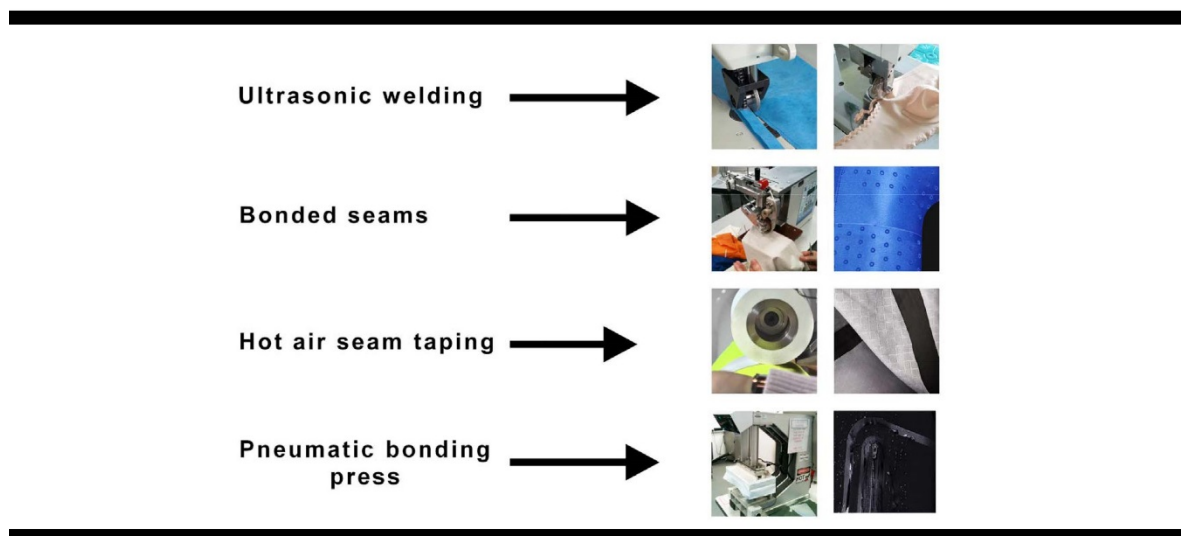 Ultrasonic welding
Bonded seams
Hot air seam taping
Pneumatic bonding
press